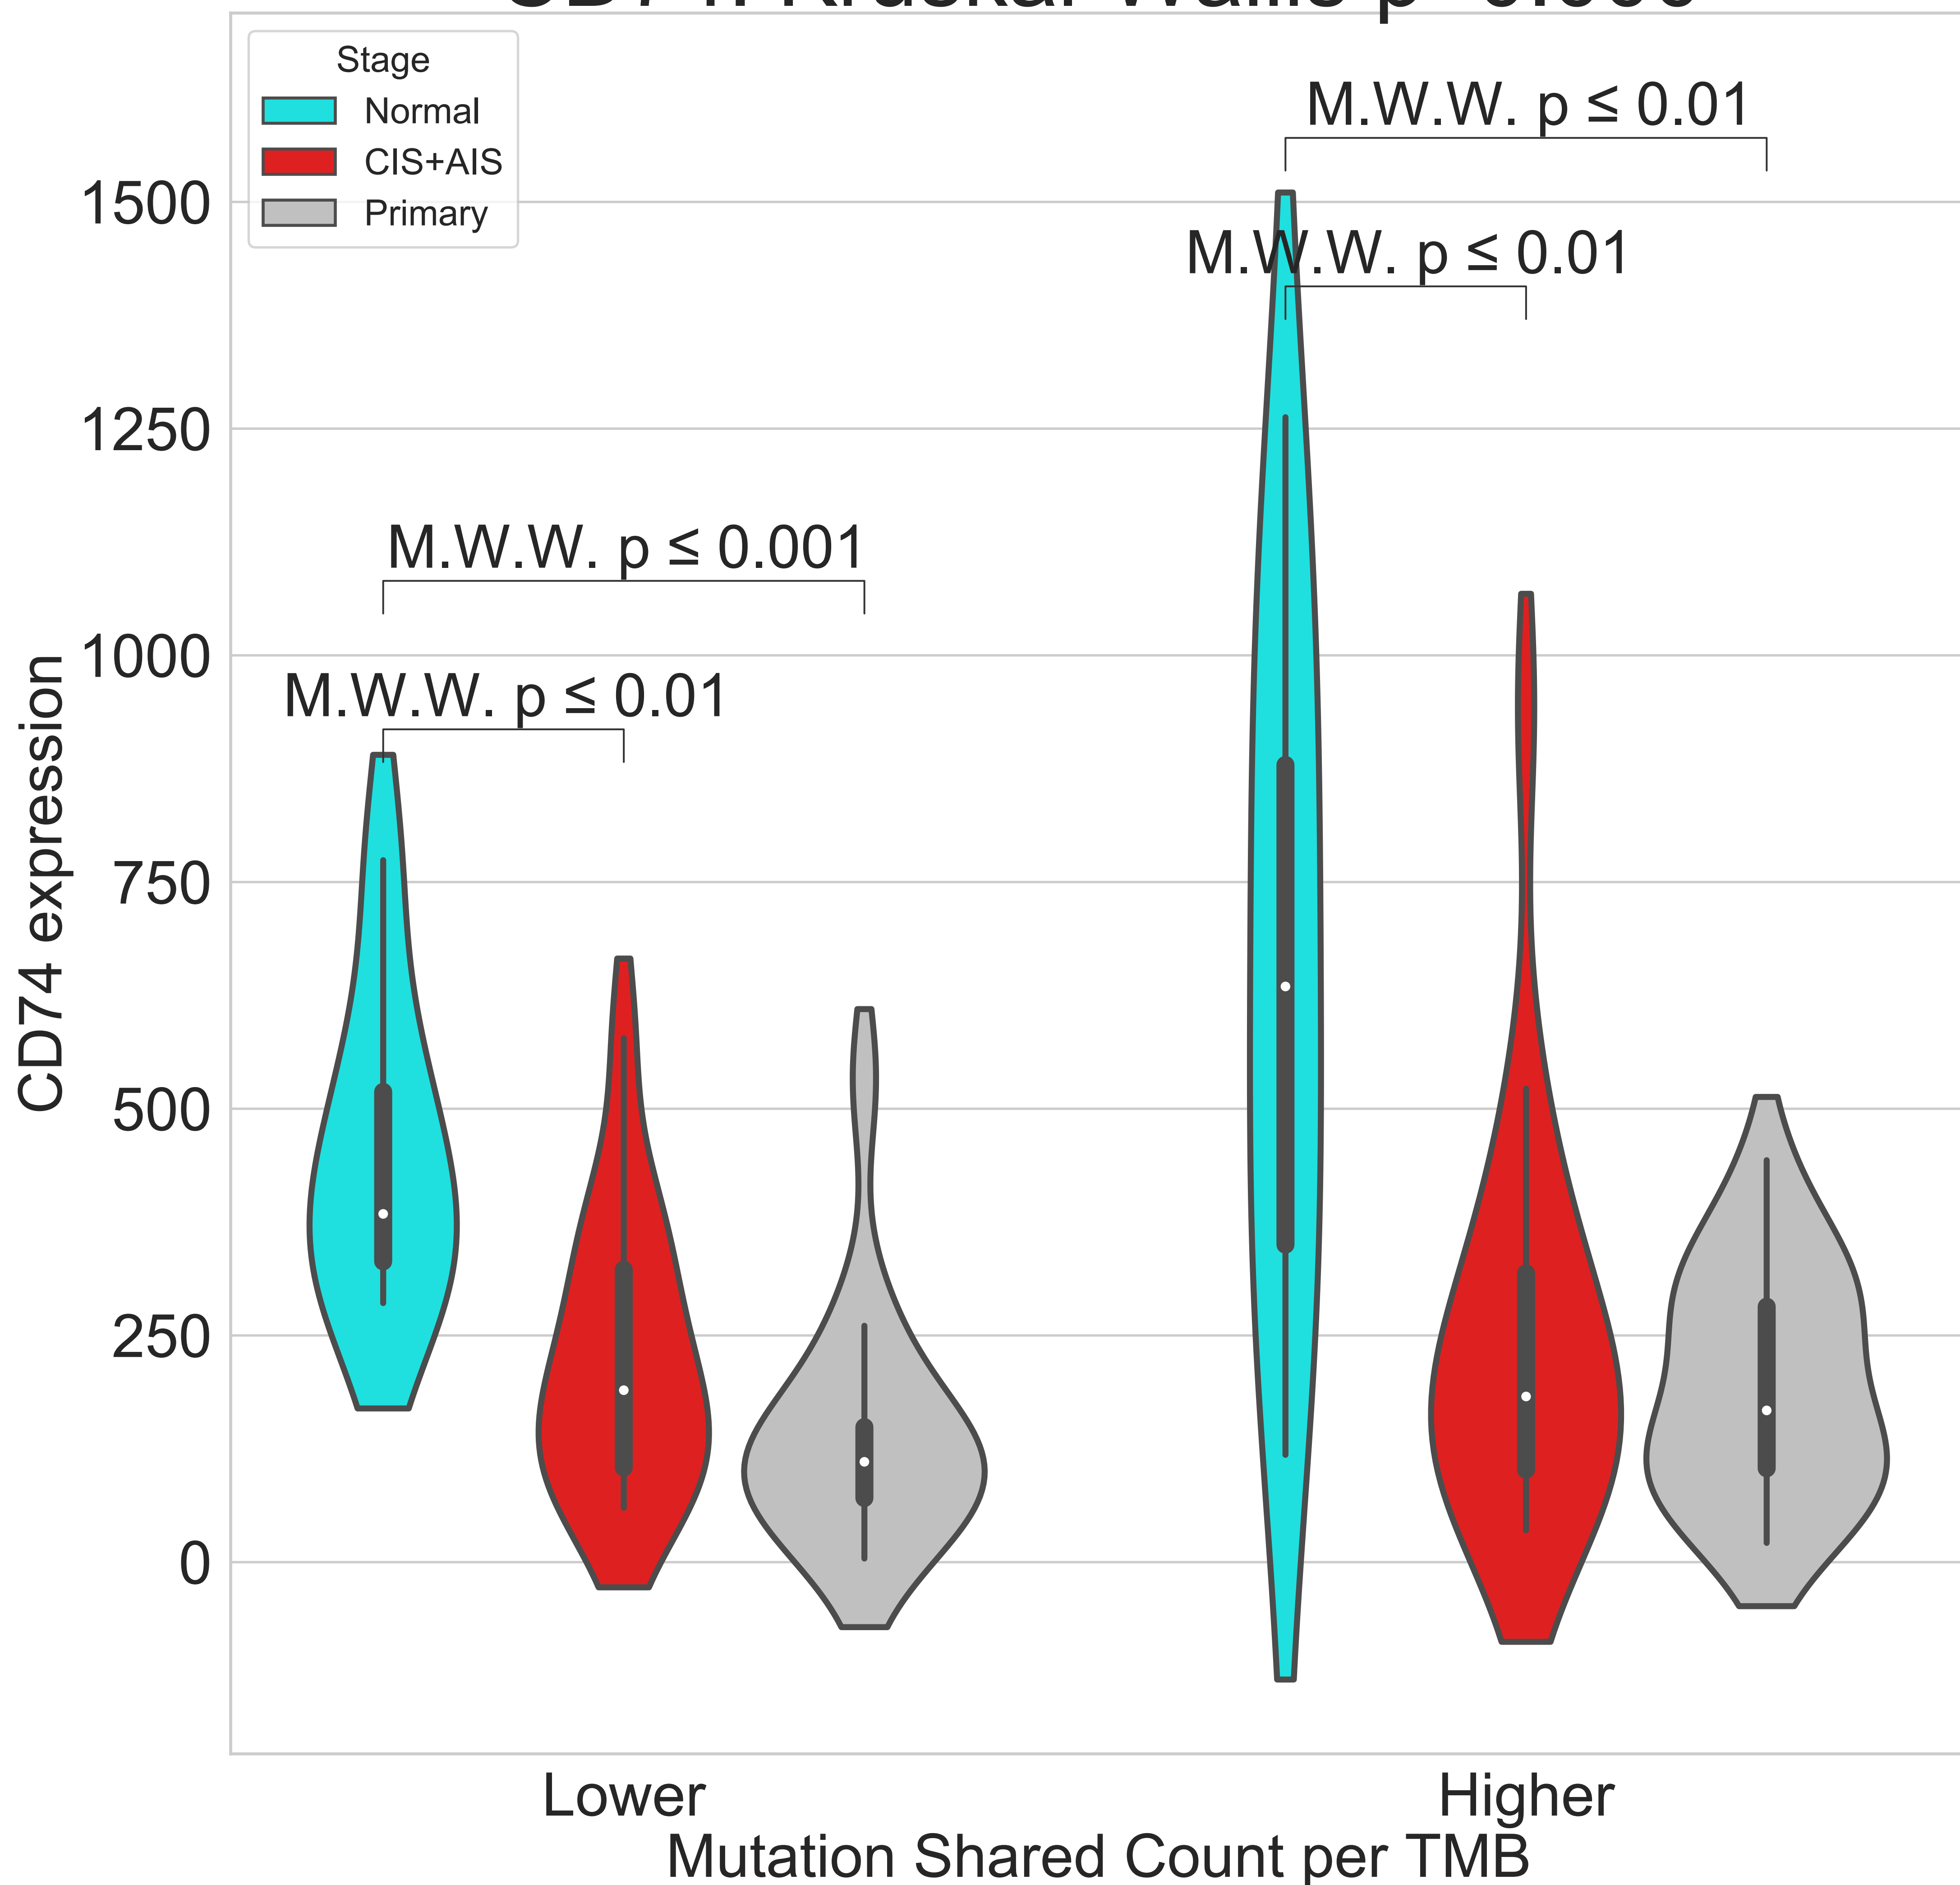 Stage
Normal
CIS+AIS
Primary
M.W.W. p ≤ 0.01
M.W.W. p ≤ 0.01
M.W.W. p ≤ 0.001
M.W.W. p ≤ 0.01
1500
1250
1000
750
500
250
0
CD74 expression
Lower
Higher
Mutation Shared Count per TMB